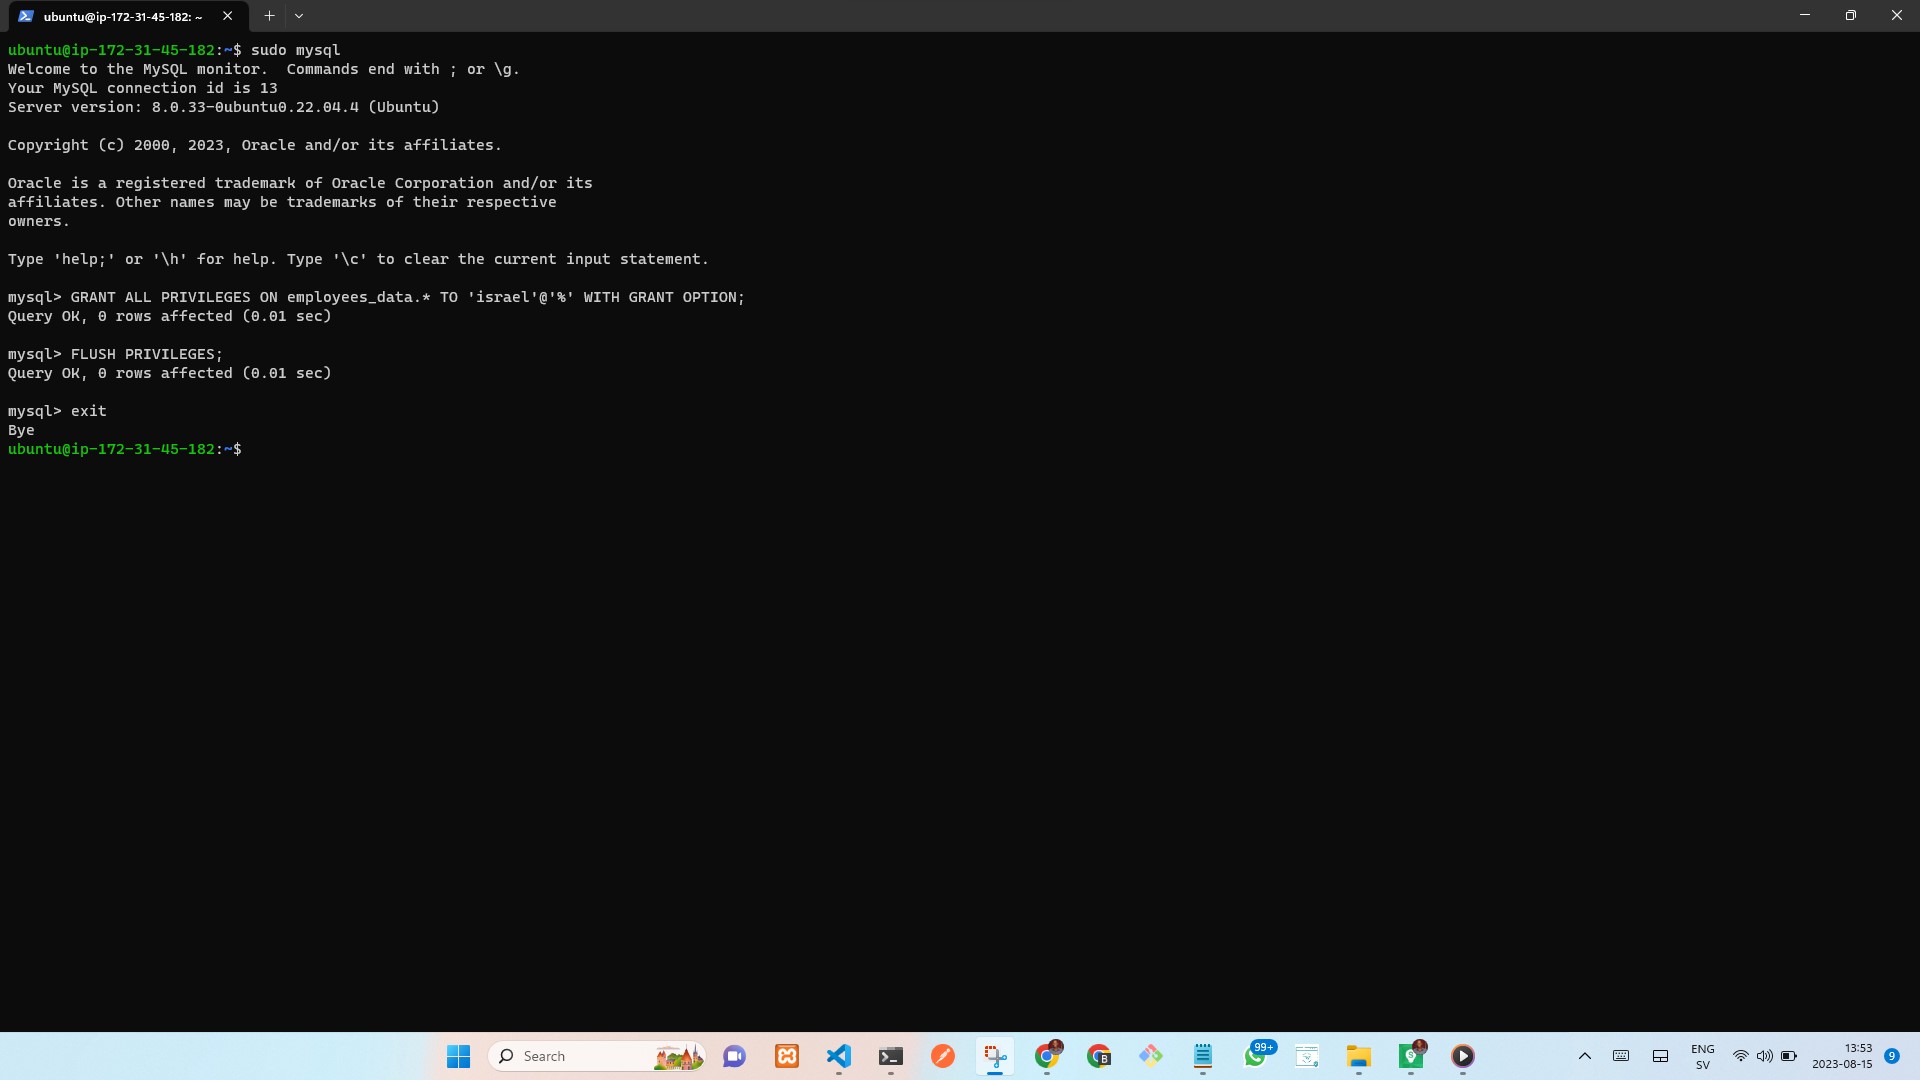 ubuntu@ip-172-31-45-182: ~
ubuntu@ip-172-31-45-182:~$ sudo mysql
Welcome to the MySQL monitor.  Commands end with ; or \g.
Your MySQL connection id is 13
Server version: 8.0.33-0ubuntu0.22.04.4 (Ubuntu)
Copyright (c) 2000, 2023, Oracle and/or its affiliates.
Oracle is a registered trademark of Oracle Corporation and/or its
affiliates. Other names may be trademarks of their respective
owners.
Type 'help;' or '\h' for help. Type '\c' to clear the current input statement.
mysql> GRANT ALL PRIVILEGES ON employees_data.* TO 'israel'@'%' WITH GRANT OPTION;
Query OK, 0 rows affected (0.01 sec)
mysql> FLUSH PRIVILEGES;
Query OK, 0 rows affected (0.01 sec)
mysql> exit
Bye
ubuntu@ip-172-31-45-182:~$
Search
B
99+
ENG
SV
13:53
2023-08-15
9